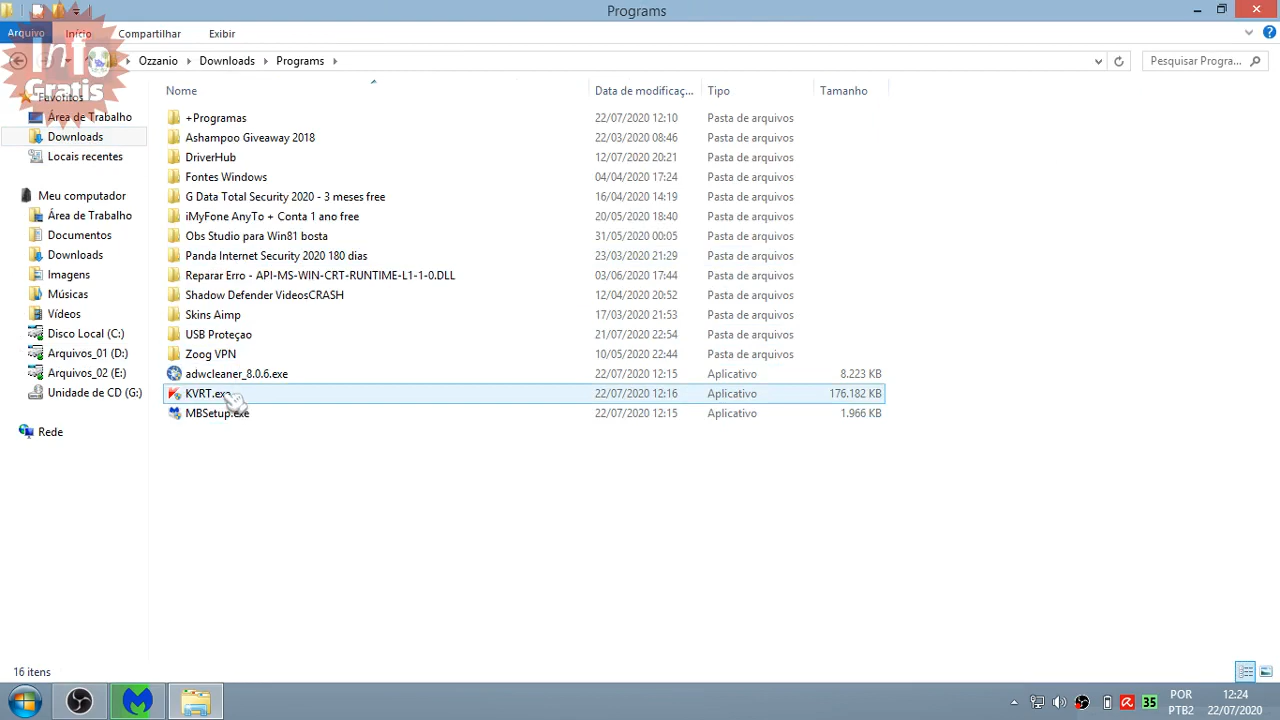 Programs
Arquivo Início Compartilhar Exibir
Info
Gratis
Ozzanio Downloads Programs
Pesquisar Progra...
Nome Data de modificaç... Tipo Tamanho
Favoritos
Área de Trabalho
Downloads
Locais recentes
Meu computador
Área de Trabalho
Documentos
Downloads
Imagens
Músicas
Vídeos
Disco Local (C:)
Arquivos_01 (D:)
Arquivos_02 (E:)
Unidade de CD (G:)
Rede
+Programas 22/07/2020 12:10 Pasta de arquivos
Ashampoo Giveaway 2018 22/03/2020 08:46 Pasta de arquivos
DriverHub 12/07/2020 20:21 Pasta de arquivos
Fontes Windows 04/04/2020 17:24 Pasta de arquivos
G Data Total Security 2020 - 3 meses free 16/04/2020 14:19 Pasta de arquivos
iMyFone AnyTo + Conta 1 ano free 20/05/2020 18:40 Pasta de arquivos
Obs Studio para Win81 bosta 31/05/2020 00:05 Pasta de arquivos
Panda Internet Security 2020 180 dias 23/03/2020 21:29 Pasta de arquivos
Reparar Erro - API-MS-WIN-CRT-RUNTIME-L1-1-0.DLL 03/06/2020 17:44 Pasta de arquivos
Shadow Defender VideosCRASH 12/04/2020 20:52 Pasta de arquivos
Skins Aimp 17/03/2020 21:53 Pasta de arquivos
USB Proteçao 21/07/2020 22:54 Pasta de arquivos
Zoog VPN 10/05/2020 22:44 Pasta de arquivos
adwcleaner_8.0.6.exe 22/07/2020 12:15 Aplicativo 8.223 KB
KVRT.exe 22/07/2020 12:16 Aplicativo 176.182 KB
MBSetup.exe 22/07/2020 12:15 Aplicativo 1.966 KB
16 itens
35
POR
PTB2
12:24
22/07/2020